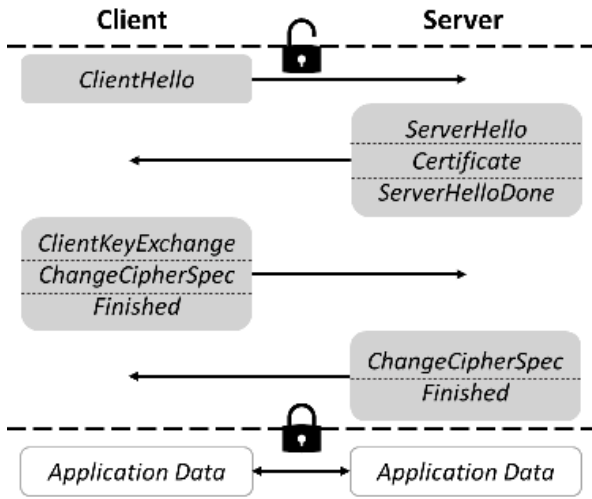 Client Server
ClientHello
ServerHello
Certificate
ServerHelloDone
ClientKeyExchange
ChangeCipherSpec
Finished
ChangeCipherSpec
Finished
Application Data Application Data